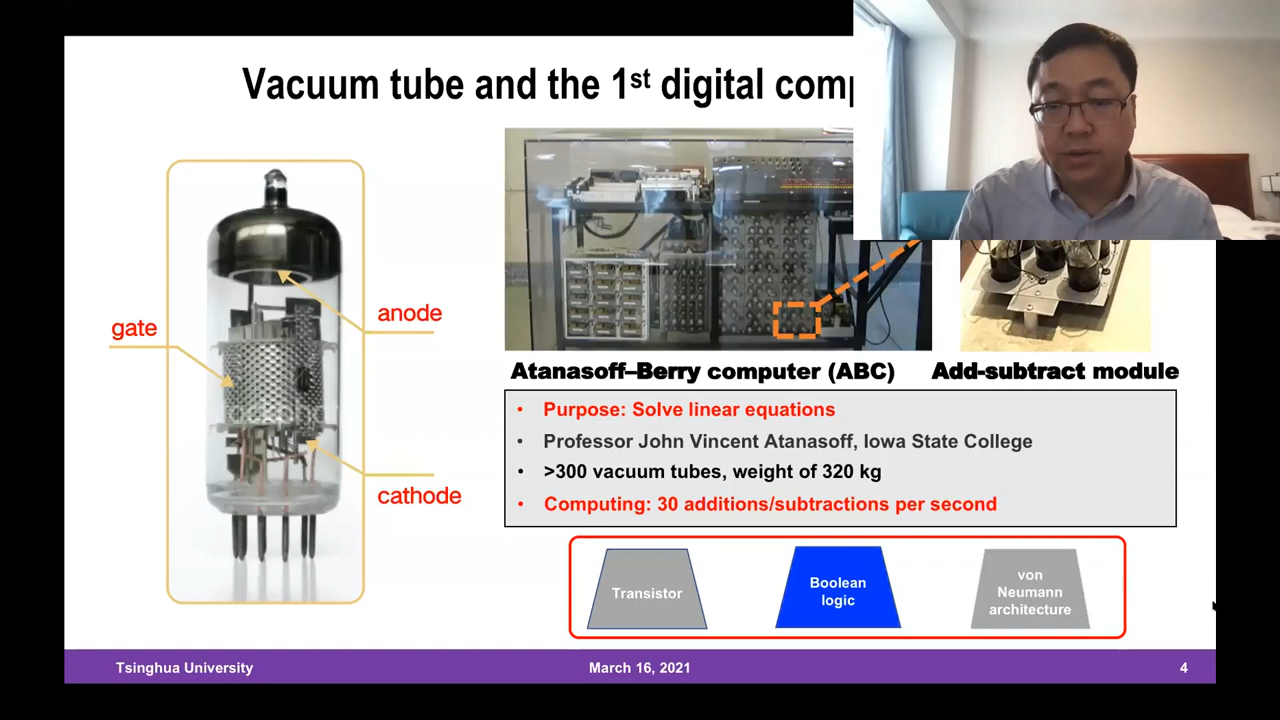 Vacuum tube and the 1st digital comp
anode
gate
cathode
Atanasoff–Berry computer (ABC)
Add-subtract module
• Purpose: Solve linear equations
• Professor John Vincent Atanasoff, Iowa State College
• >300 vacuum tubes, weight of 320 kg
• Computing: 30 additions/subtractions per second
Transistor
Boolean
logic
von
Neumann
architecture
Tsinghua University
March 16, 2021
4